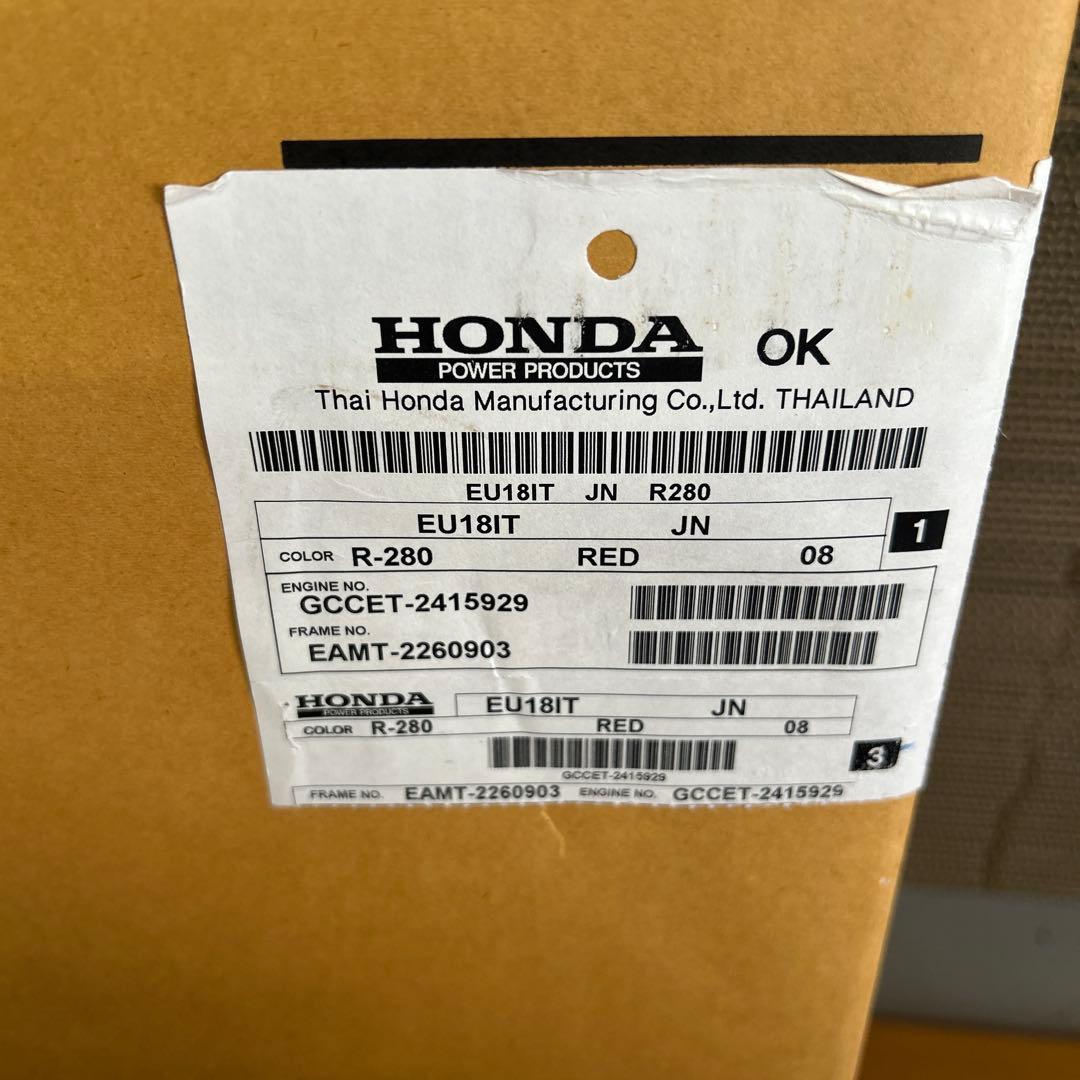 HONDA OK
POWER PRODUCTS
Thai Honda Manufacturing Co.,Ltd. THAILAND
EU18IT JN R280
EU18IT JN 1
COLOR R-280 RED 08
ENGINE NO.
GCCET-2415929
FRAME NO.
EAMT-2260903
HONDA EU18IT JN
POWER PRODUCTS
COLOR R-280 RED 08
3
GCCET-2415929
FRAME NO. EAMT-2260903 ENGINE NO. GCCET-2415929